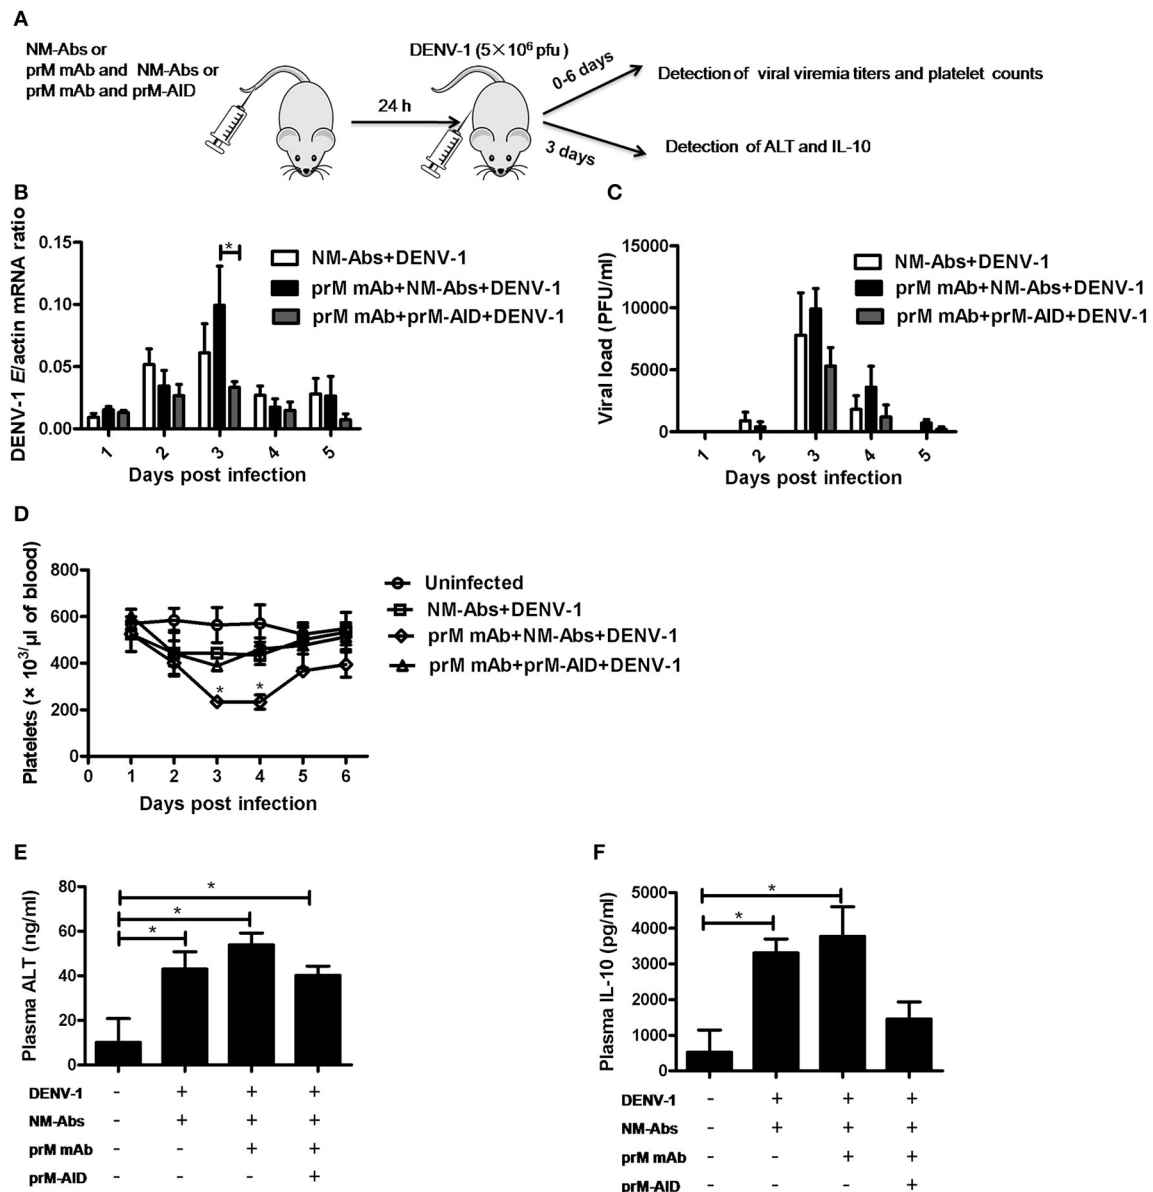 A
NM-Abs or
prM mAb and NM-Abs or
prM mAb and prM-AID
24 h
DENV-1 (5×10⁶ pfu)
0-6 days
Detection of viral viremia titers and platelet counts
3 days
Detection of ALT and IL-10
B
DENV-1 E/actin mRNA ratio
0.15
0.10
0.05
0.00
*
NM-Abs+DENV-1
prM mAb+NM-Abs+DENV-1
prM mAb+prM-AID+DENV-1
1 2 3 4 5
Days post infection
C
Viral load (PFU/ml)
15000
10000
5000
0
NM-Abs+DENV-1
prM mAb+NM-Abs+DENV-1
prM mAb+prM-AID+DENV-1
1 2 3 4 5
Days post infection
D
Platelets (× 10³/µl of blood)
800
600
400
200
0
* *
Uninfected
NM-Abs+DENV-1
prM mAb+NM-Abs+DENV-1
prM mAb+prM-AID+DENV-1
0 1 2 3 4 5 6
Days post infection
E
Plasma ALT (ng/ml)
80
60
40
20
0
*
*
*
DENV-1 - + + +
NM-Abs - + + +
prM mAb - - + +
prM-AID - - - +
F
Plasma IL-10 (pg/ml)
5000
4000
3000
2000
1000
0
*
*
DENV-1 - + + +
NM-Abs - + + +
prM mAb - - + +
prM-AID - - - +